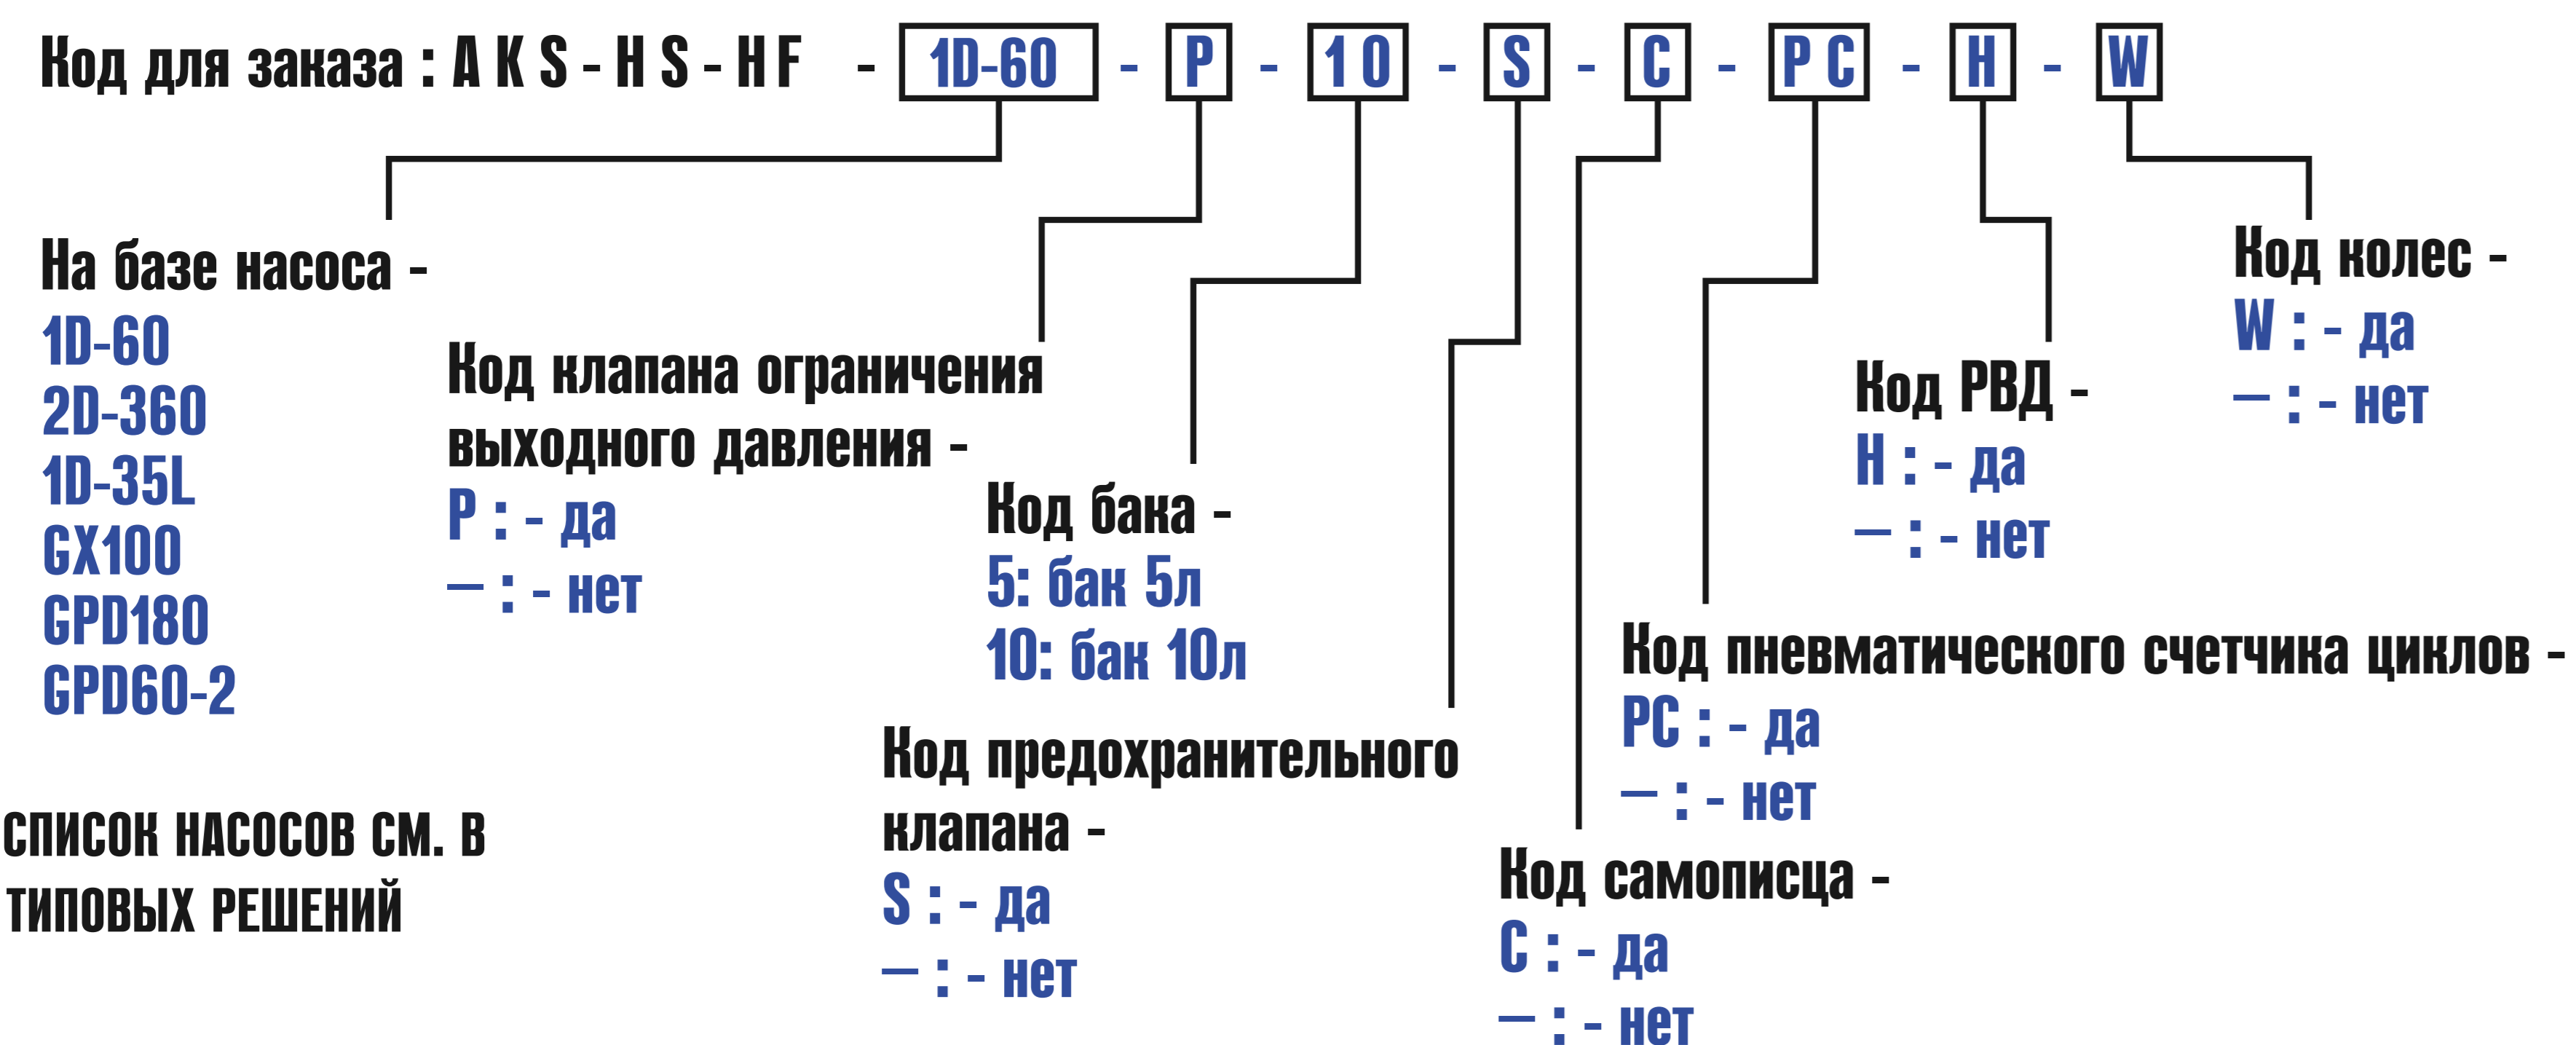 Код для заказа : A K S - H S - H F - 1D-60 - P - 10 - S - C - PC - H - W
На базе насоса -
1D-60
2D-360
1D-35L
GX100
GPD180
GPD60-2
СПИСОК НАСОСОВ СМ. В
ТИПОВЫХ РЕШЕНИЙ
Код клапана ограничения
выходного давления -
P : - да
— : - нет
Код бака -
5: бак 5л
10: бак 10л
Код предохранительного
клапана -
S : - да
— : - нет
Код самописца -
C : - да
— : - нет
Код пневматического счетчика циклов -
PC : - да
— : - нет
Код РВД -
H : - да
— : - нет
Код колес -
W : - да
— : - нет